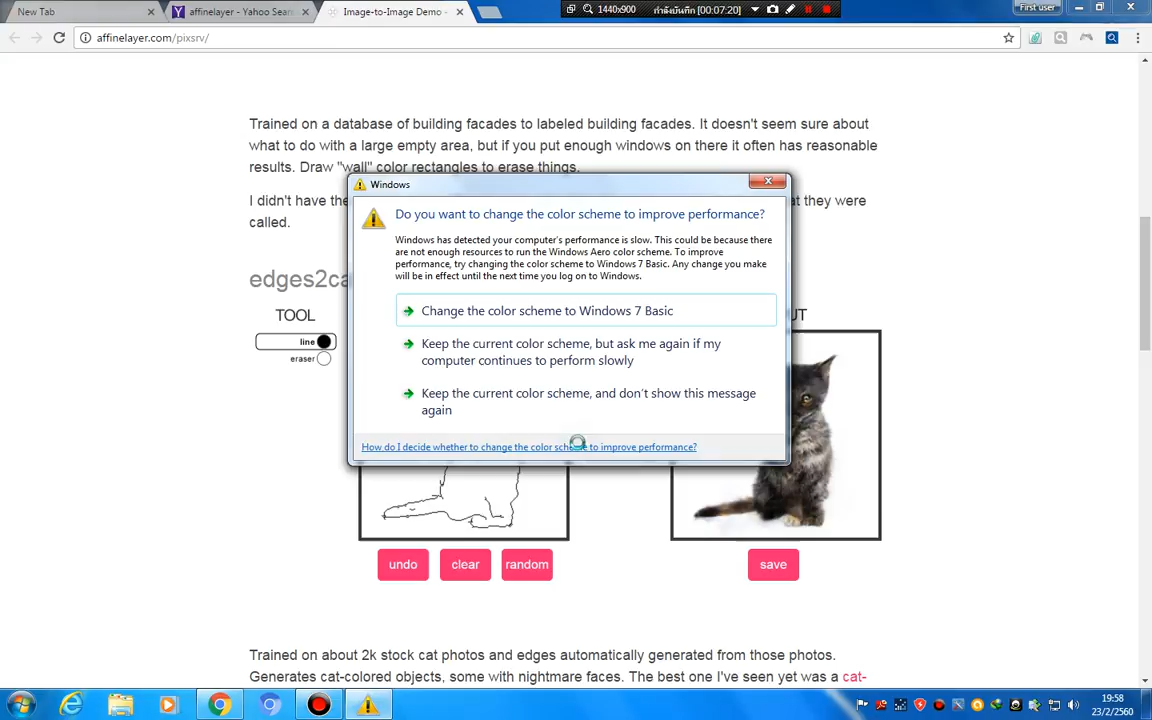 New Tab
affinelayer - Yahoo Sear
Image-to-Image Demo -
1440x900
กำลังบันทึก [00:07:20]
First user
affinelayer.com/pixsrv/
Trained on a database of building facades to labeled building facades. It doesn't seem sure about
what to do with a large empty area, but if you put enough windows on there it often has reasonable
results. Draw "wall" color rectangles to erase things.
I didn't have the
at they were
called.
edges2ca
TOOL
line
eraser
UT
Windows
Do you want to change the color scheme to improve performance?
Windows has detected your computer's performance is slow. This could be because there
are not enough resources to run the Windows Aero color scheme. To improve
performance, try changing the color scheme to Windows 7 Basic. Any change you make
will be in effect until the next time you log on to Windows.
Change the color scheme to Windows 7 Basic
Keep the current color scheme, but ask me again if my
computer continues to perform slowly
Keep the current color scheme, and don't show this message
again
How do I decide whether to change the color scheme to improve performance?
undo
clear
random
save
Trained on about 2k stock cat photos and edges automatically generated from those photos.
Generates cat-colored objects, some with nightmare faces. The best one I've seen yet was a cat-
19:58
23/2/2560